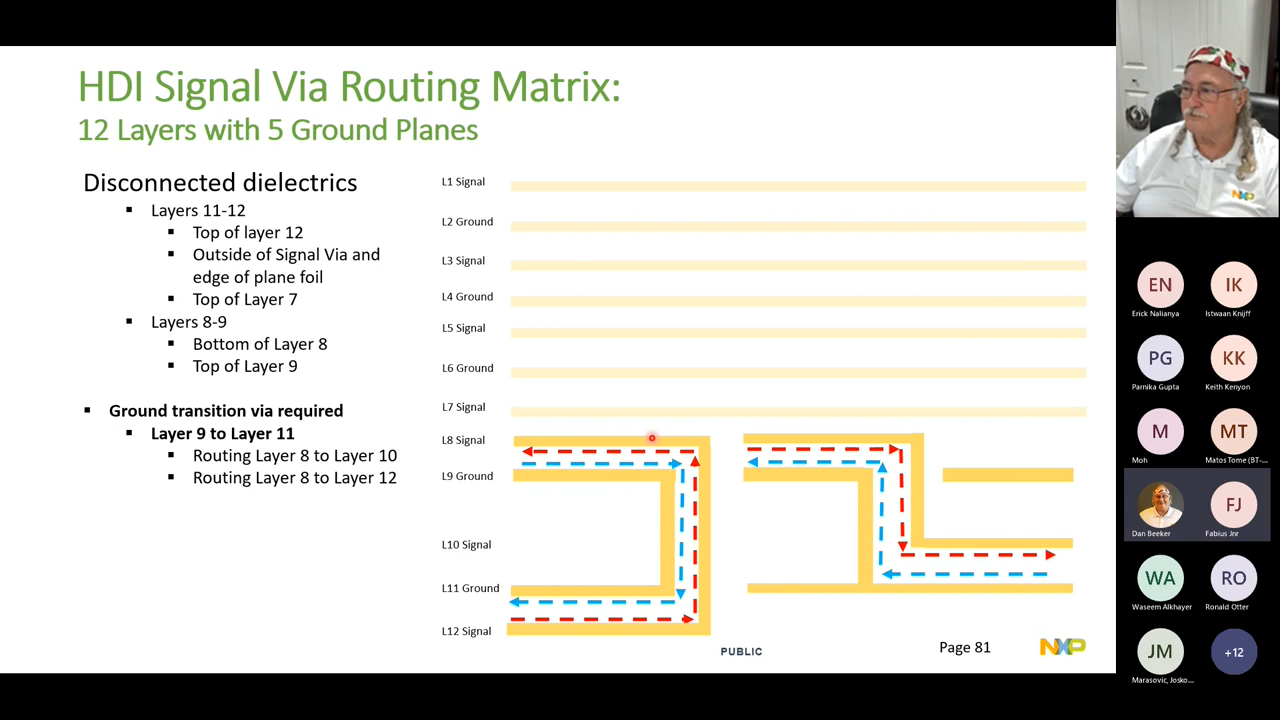 HDI Signal Via Routing Matrix:
12 Layers with 5 Ground Planes
Disconnected dielectrics
Layers 11-12
Top of layer 12
Outside of Signal Via and
edge of plane foil
Top of Layer 7
Layers 8-9
Bottom of Layer 8
Top of Layer 9
Ground transition via required
Layer 9 to Layer 11
Routing Layer 8 to Layer 10
Routing Layer 8 to Layer 12
L1 Signal
L2 Ground
L3 Signal
L4 Ground
L5 Signal
L6 Ground
L7 Signal
L8 Signal
L9 Ground
L10 Signal
L11 Ground
L12 Signal
PUBLIC
Page 81
NXP
NXP
EN
Erick Nalianya
IK
Istwaan Knijff
PG
Parnika Gupta
KK
Keith Kenyon
M
Moh
MT
Matos Tome (BT-...
Dan Beeker
FJ
Fabius Jnr
WA
Waseem Alkhayer
RO
Ronald Otter
JM
Marasovic, Josko...
+12